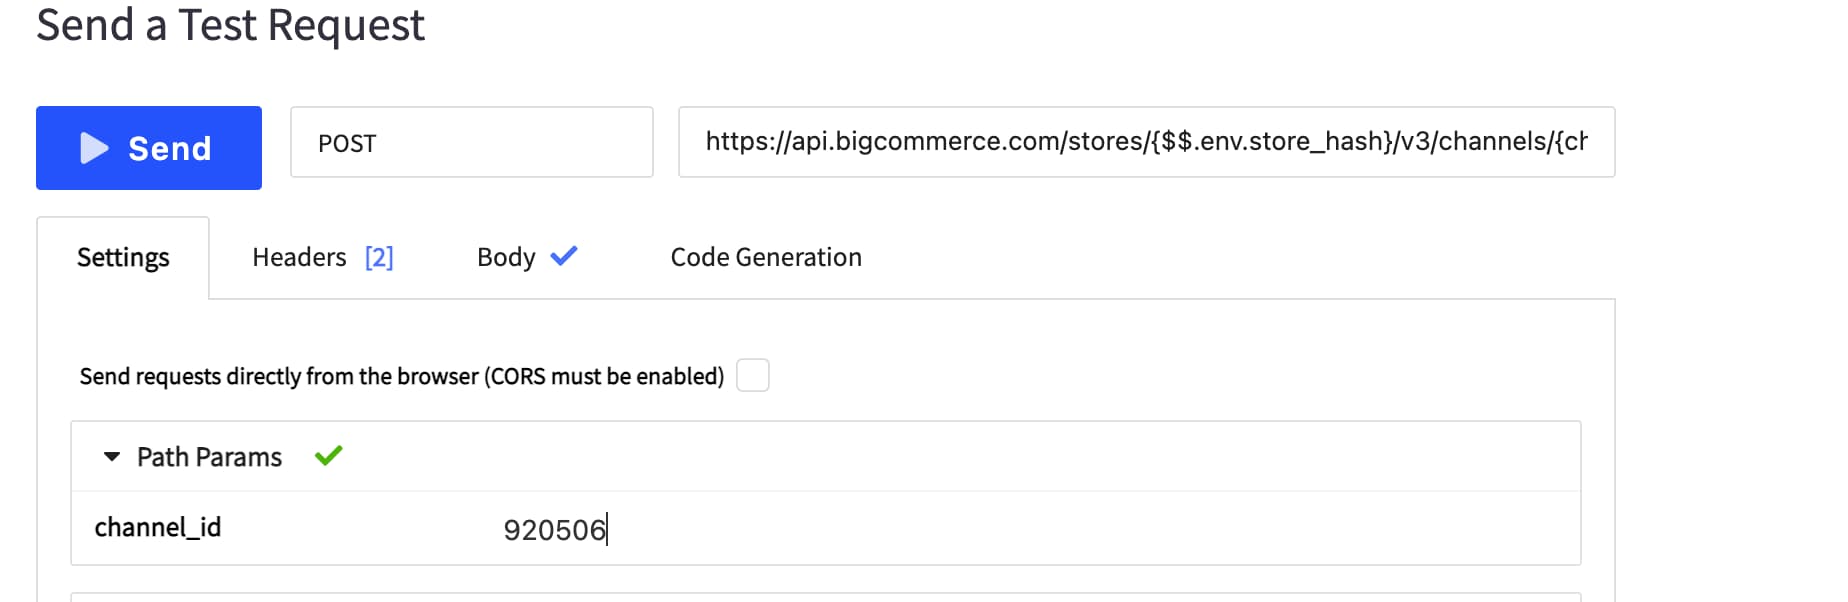 Send a Test Request
Send
POST
https://api.bigcommerce.com/stores/{$$.env.store_hash}/v3/channels/{ch
Settings
Headers [2]
Body
Code Generation
Send requests directly from the browser (CORS must be enabled)
Path Params
channel_id
920506